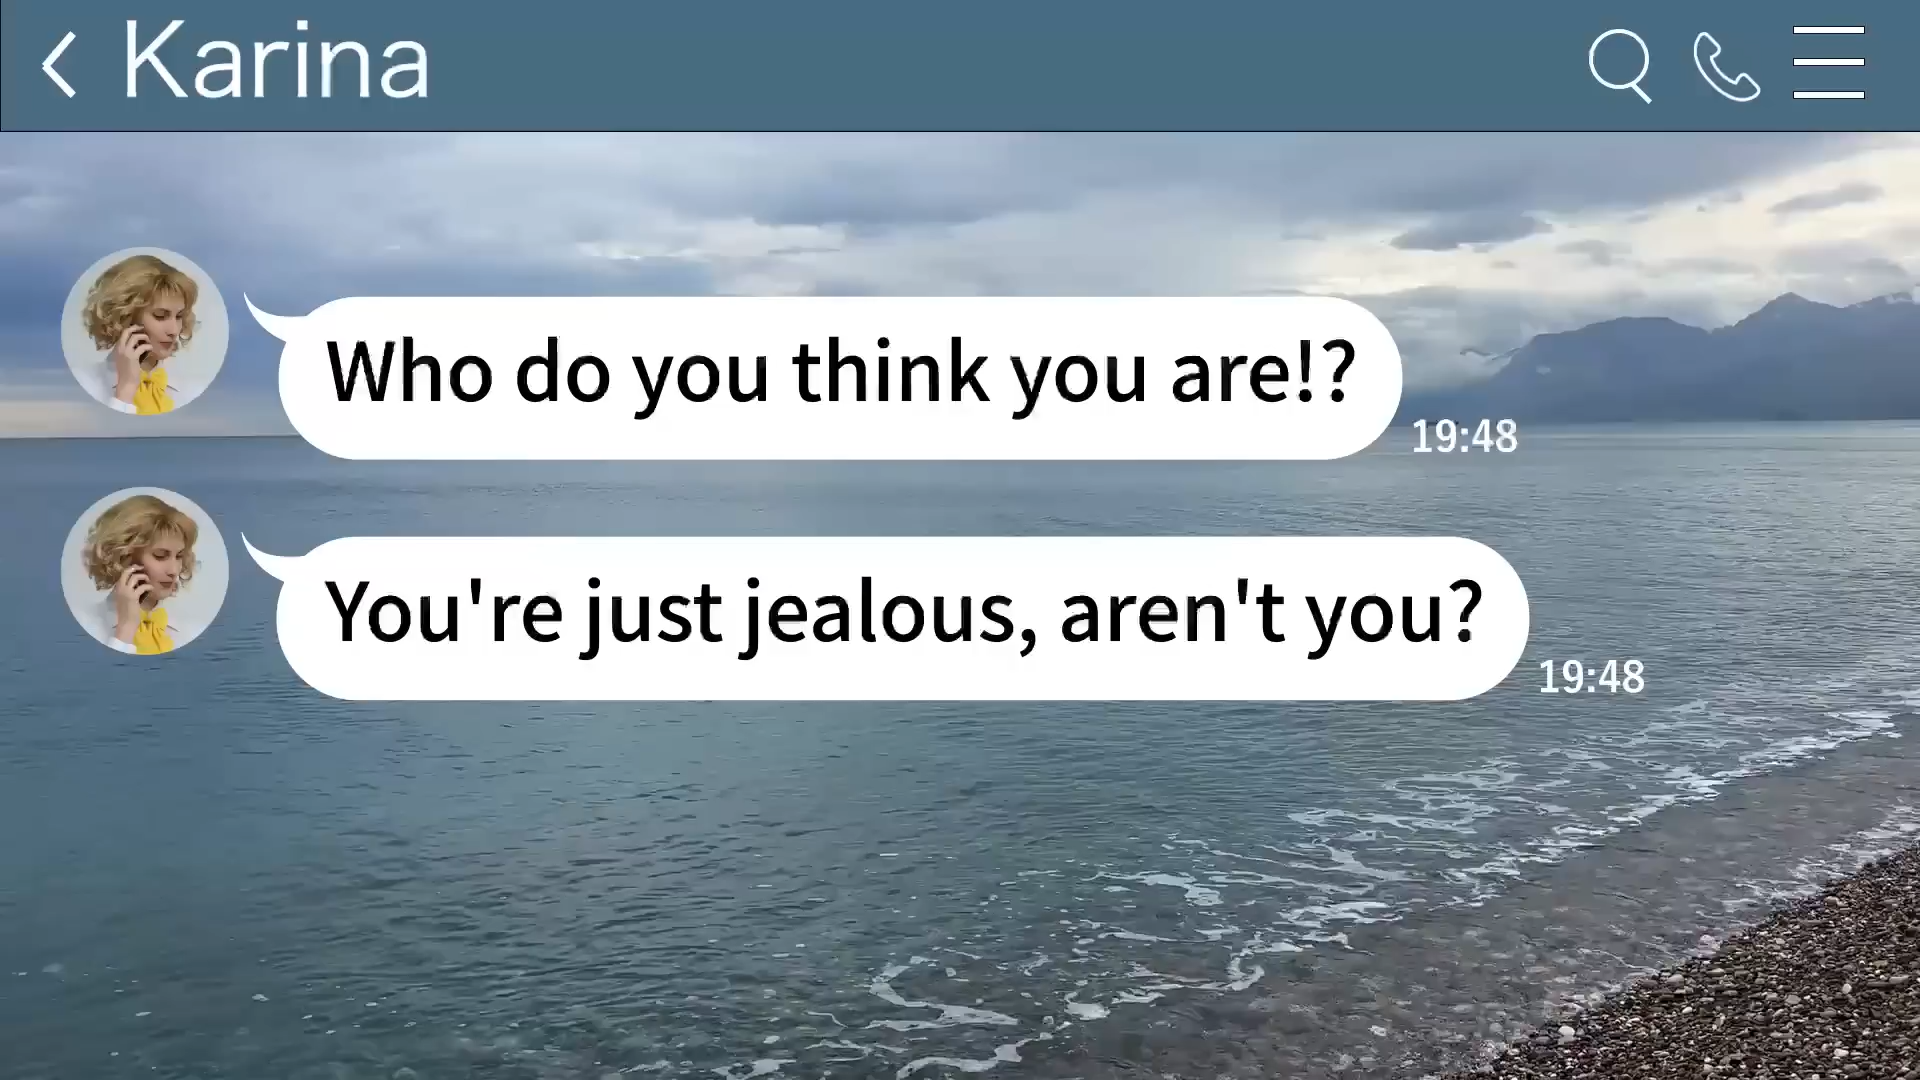 Karina
Who do you think you are!?
19:48
You're just jealous, aren't you?
19:48